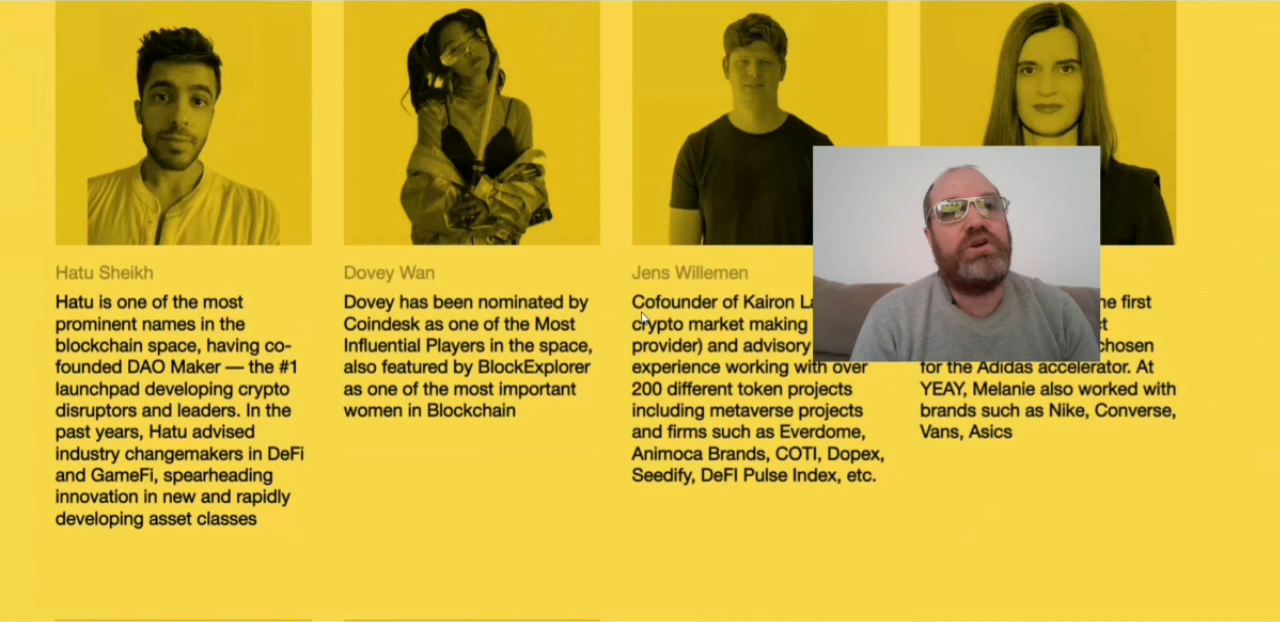 Hatu Sheikh
Hatu is one of the most
prominent names in the
blockchain space, having co-
founded DAO Maker — the #1
launchpad developing crypto
disruptors and leaders. In the
past years, Hatu advised
industry changemakers in DeFi
and GameFi, spearheading
innovation in new and rapidly
developing asset classes
Dovey Wan
Dovey has been nominated by
Coindesk as one of the Most
Influential Players in the space,
also featured by BlockExplorer
as one of the most important
women in Blockchain
Jens Willemen
Cofounder of Kairon
crypto market making
provider) and advisory
experience working with over
200 different token projects
including metaverse projects
and firms such as Everdome,
Animoca Brands, COTI, Dopex,
Seedify, DeFI Pulse Index, etc.
first
chosen
for the Adidas accelerator. At
YEAY, Melanie also worked with
brands such as Nike, Converse,
Vans, Asics